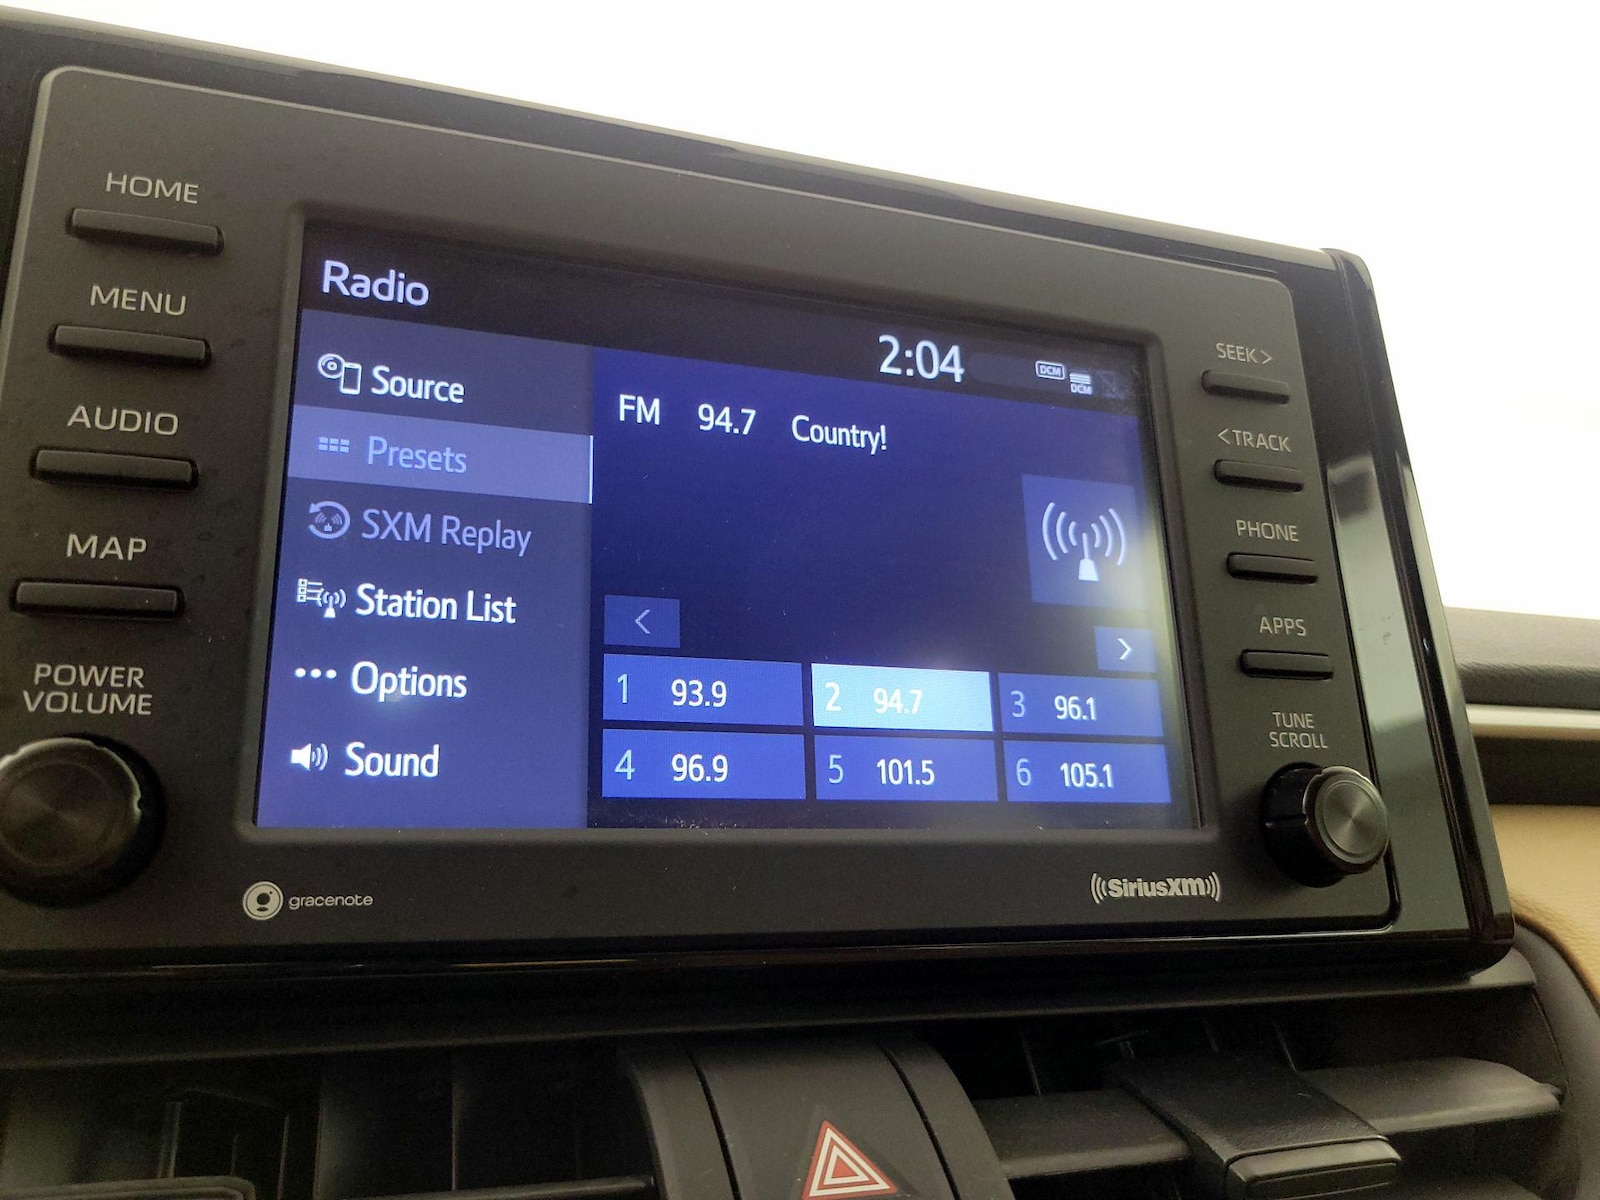 HOME
MENU
AUDIO
MAP
POWER
VOLUME
Radio
2:04
DCM
DCM
Source
Presets
SXM Replay
Station List
Options
Sound
FM 94.7 Country!
<
>
1 93.9
2 94.7
3 96.1
4 96.9
5 101.5
6 105.1
SEEK >
< TRACK
PHONE
APPS
TUNE
SCROLL
gracenote
((SiriusXM))